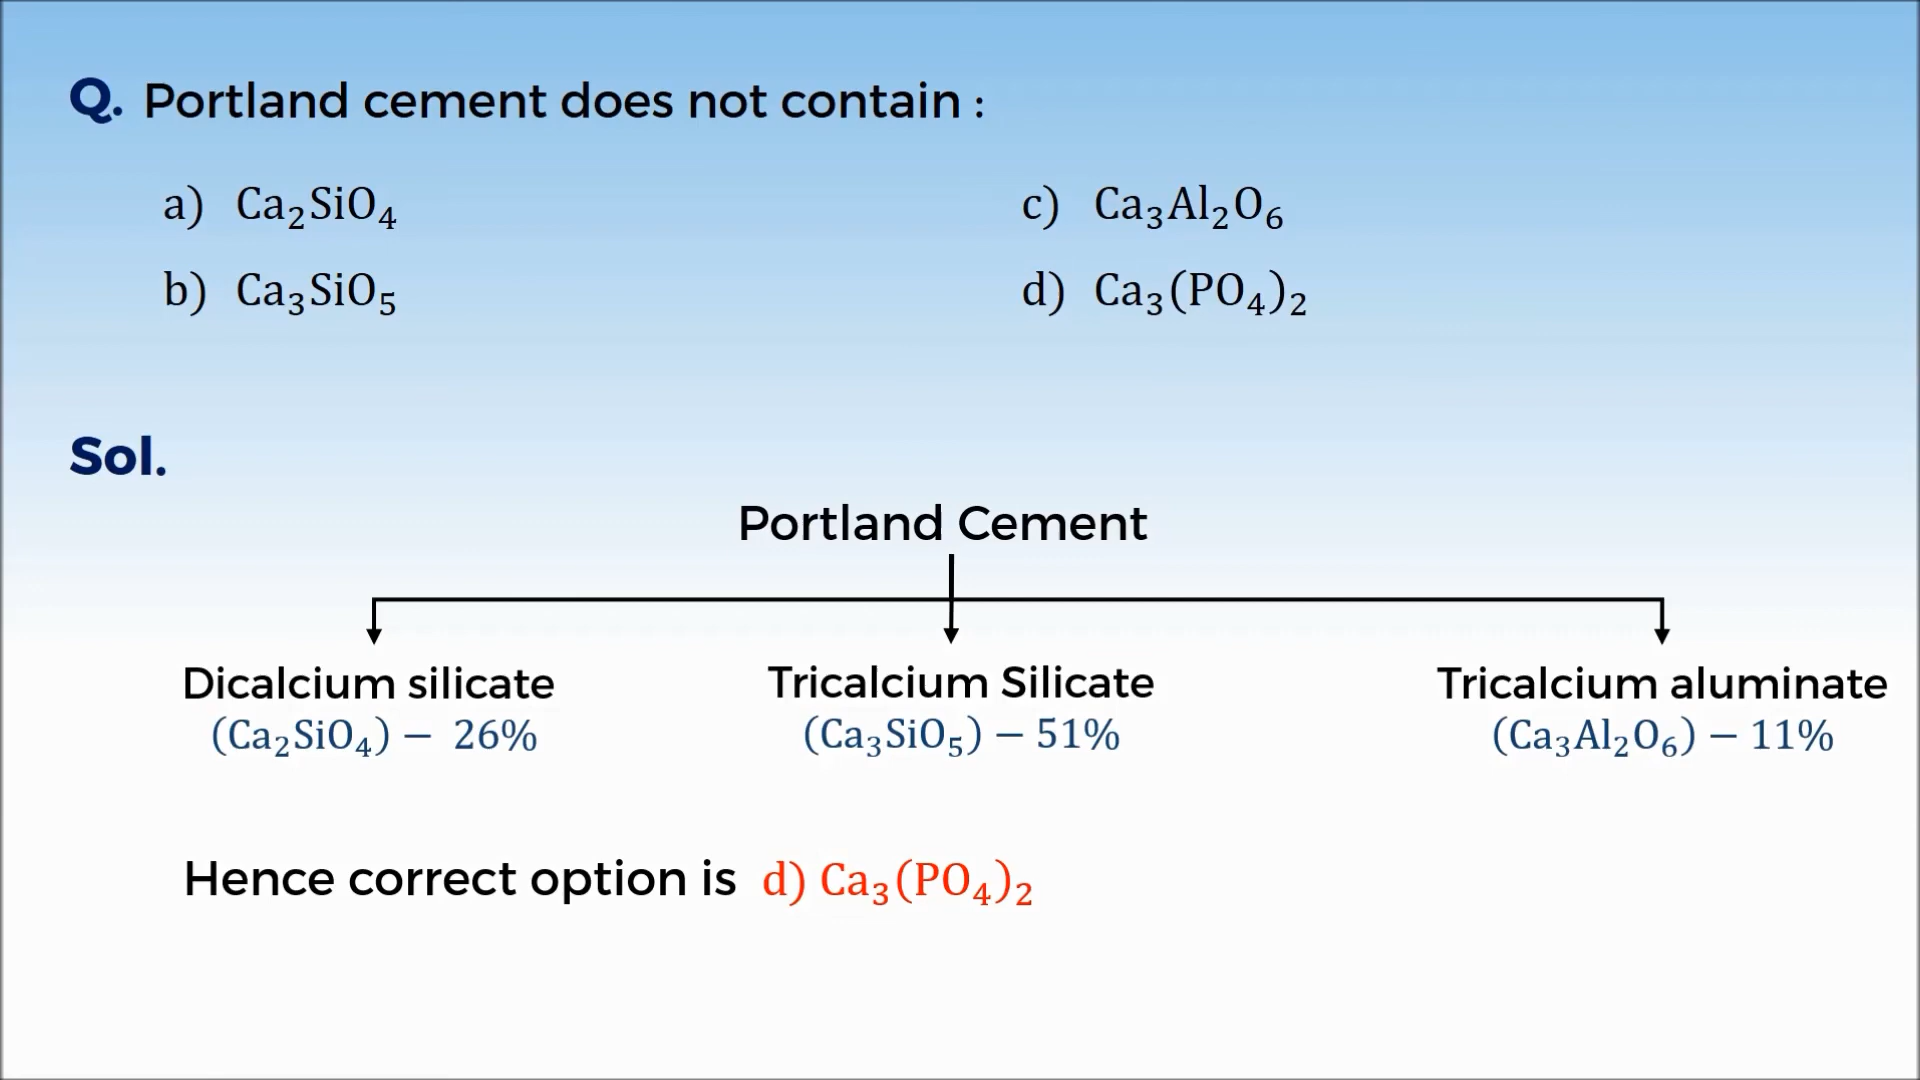 Q. Portland cement does not contain :
a) Ca₂SiO₄
b) Ca₃SiO₅
c) Ca₃Al₂O₆
d) Ca₃(PO₄)₂
Sol.
Portland Cement
Dicalcium silicate
(Ca₂SiO₄) – 26%
Tricalcium Silicate
(Ca₃SiO₅) – 51%
Tricalcium aluminate
(Ca₃Al₂O₆) – 11%
Hence correct option is d) Ca₃(PO₄)₂